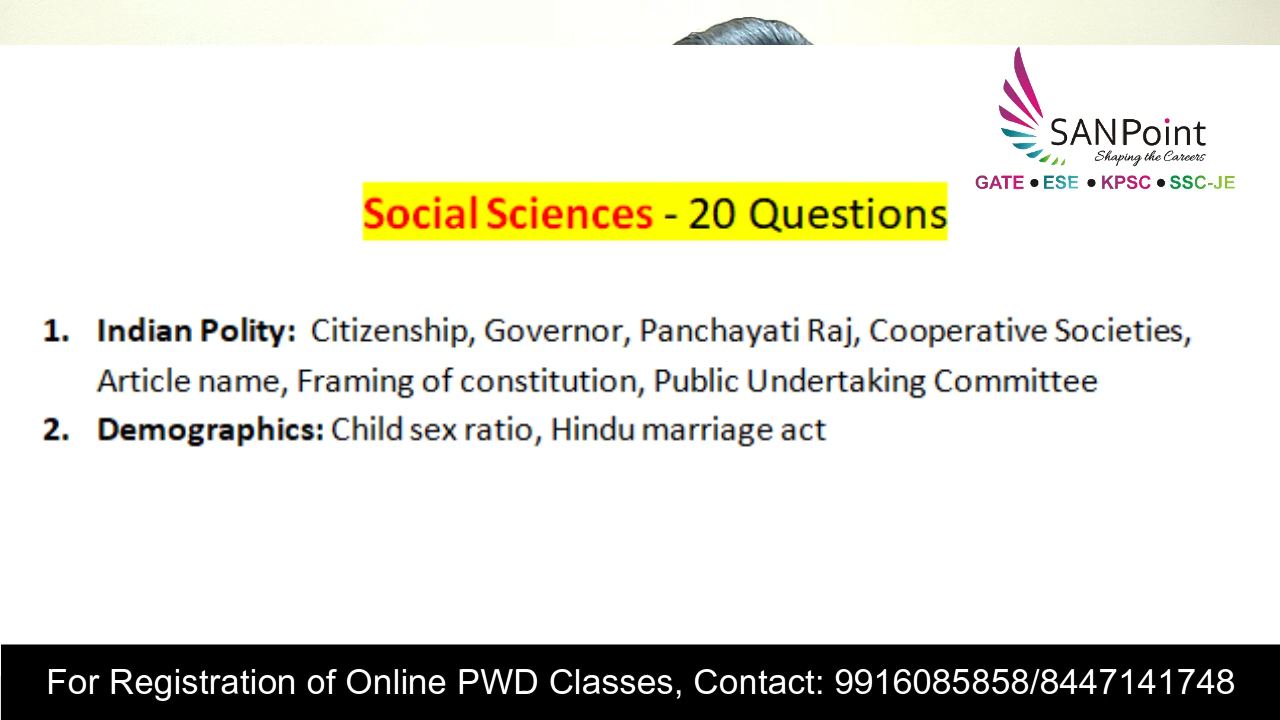 SANPoint
Shaping the Careers
GATE ● ESE ● KPSC ● SSC-JE
Social Sciences - 20 Questions
1. Indian Polity: Citizenship, Governor, Panchayati Raj, Cooperative Societies,
Article name, Framing of constitution, Public Undertaking Committee
2. Demographics: Child sex ratio, Hindu marriage act
For Registration of Online PWD Classes, Contact: 9916085858/8447141748